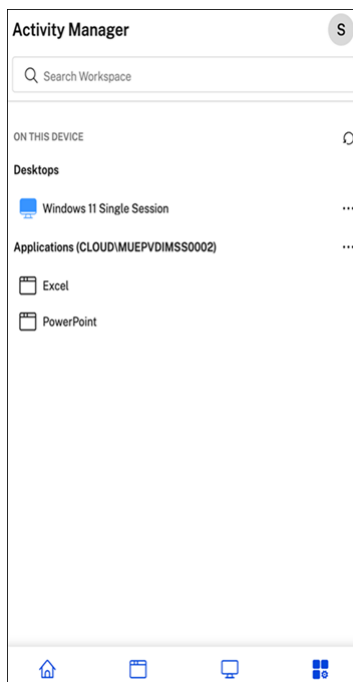 Activity Manager
S
Search Workspace
ON THIS DEVICE
Desktops
Windows 11 Single Session
Applications (CLOUD\MUEPVDIMSS0002)
Excel
PowerPoint